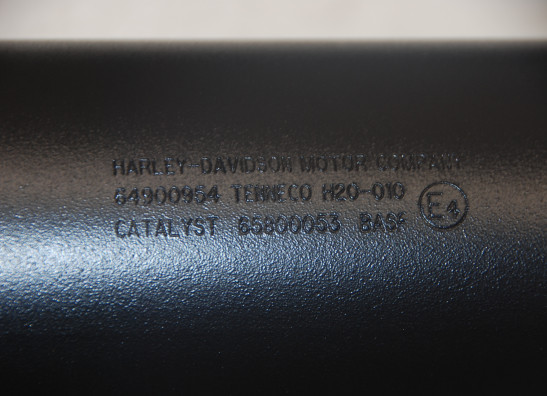 HARLEY-DAVIDSON MOTOR COMPANY
64900954 TENNECO H20-010
CATALYST 65800053 BASF
E4